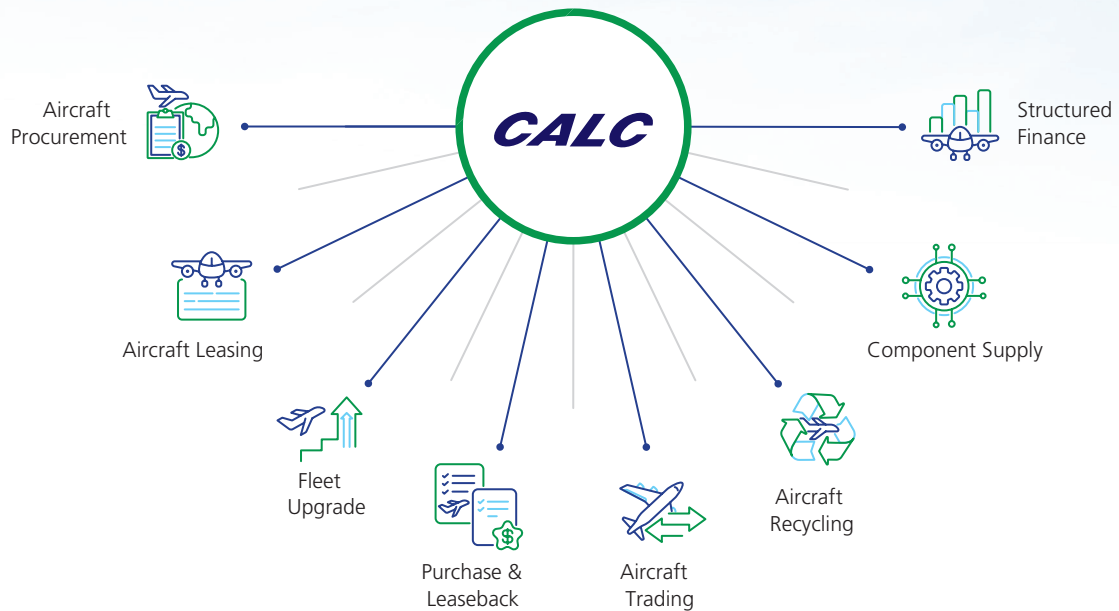 CALC
Aircraft
Procurement
Structured
Finance
Aircraft Leasing
Component Supply
Fleet
Upgrade
$
Purchase &
Leaseback
$
Aircraft
Trading
Aircraft
Recycling